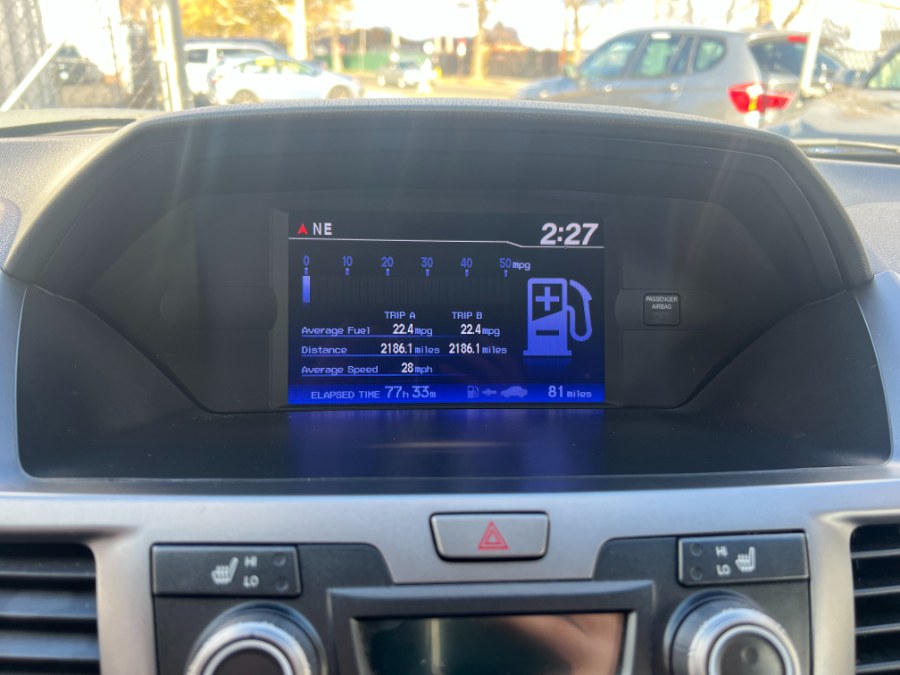 NE 2:27
0 10 20 30 40 50 mpg
TRIP A TRIP B
Average Fuel 22.4 mpg 22.4 mpg
Distance 2186.1 miles 2186.1 miles
Average Speed 28 mph
ELAPSED TIME 77h 33m 81 miles
PASSENGER
AIRBAG
HI HI
LO LO